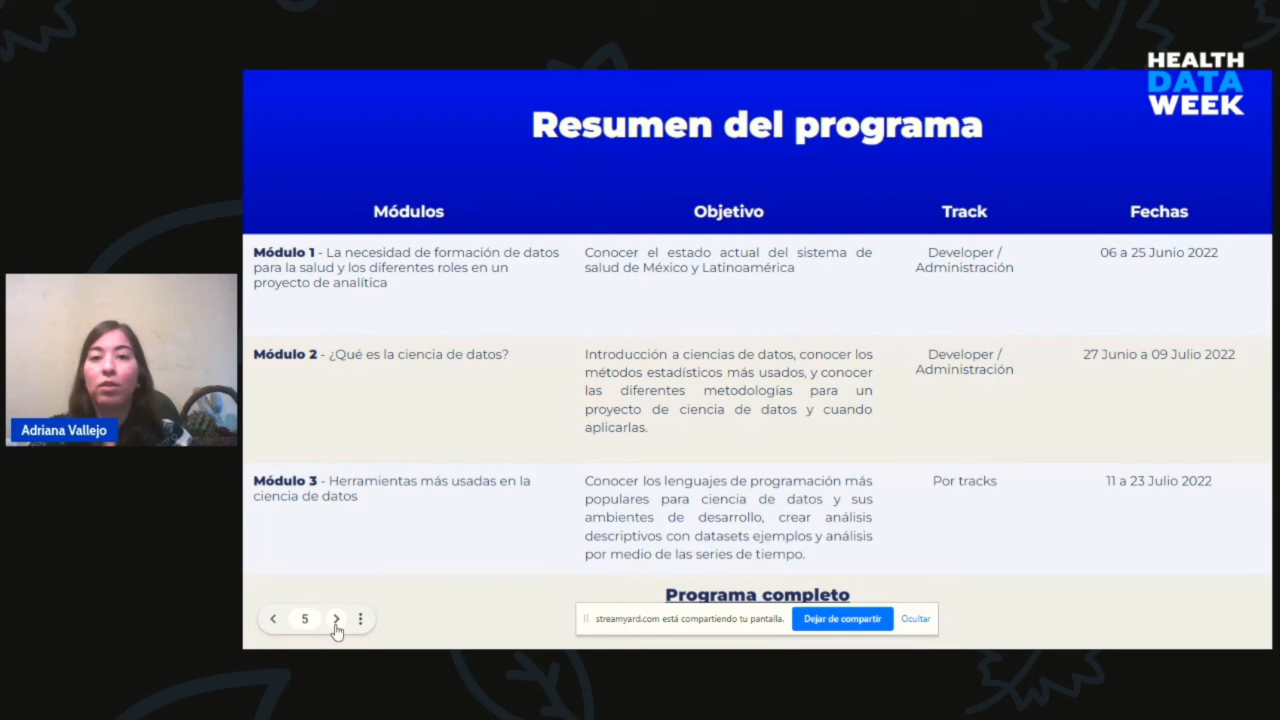 HEALTH
DATA
WEEK
Resumen del programa
Módulos
Objetivo
Track
Fechas
Módulo 1 - La necesidad de formación de datos
para la salud y los diferentes roles en un
proyecto de analítica
Conocer el estado actual del sistema de
salud de México y Latinoamérica
Developer /
Administración
06 a 25 Junio 2022
Módulo 2 - ¿Qué es la ciencia de datos?
Introducción a ciencias de datos, conocer los
métodos estadísticos más usados, y conocer
las diferentes metodologías para un
proyecto de ciencia de datos y cuando
aplicarlas.
Developer /
Administración
27 Junio a 09 Julio 2022
Módulo 3 - Herramientas más usadas en la
ciencia de datos
Conocer los lenguajes de programación más
populares para ciencia de datos y sus
ambientes de desarrollo, crear análisis
descriptivos con datasets ejemplos y análisis
por medio de las series de tiempo.
Por tracks
11 a 23 Julio 2022
Programa completo
5
streamyard.com está compartiendo tu pantalla.
Dejar de compartir
Ocultar
Adriana Vallejo